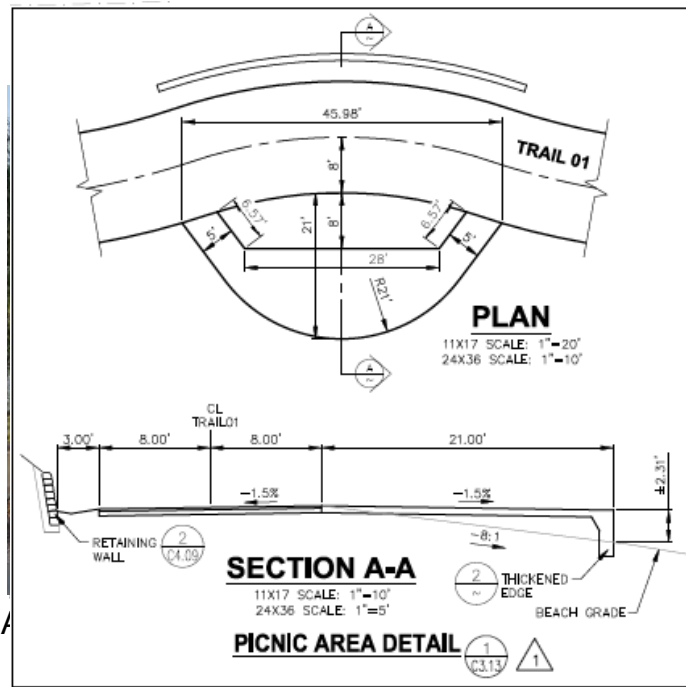 A
~
45.98'
TRAIL 01
8'
6.57'
6.57'
5'
21'
8'
5'
28'
R21'
PLAN
11X17 SCALE: 1"=20'
24X36 SCALE: 1"=10'
A
~
CL
TRAIL01
3.00'
8.00'
8.00'
21.00'
-1.5%
-1.5%
±2.31'
RETAINING
WALL
2
C4.09
-8:1
SECTION A-A
11X17 SCALE: 1"=10'
24X36 SCALE: 1"=5'
2
~
THICKENED
EDGE
BEACH GRADE
PICNIC AREA DETAIL
1
C3.13
1